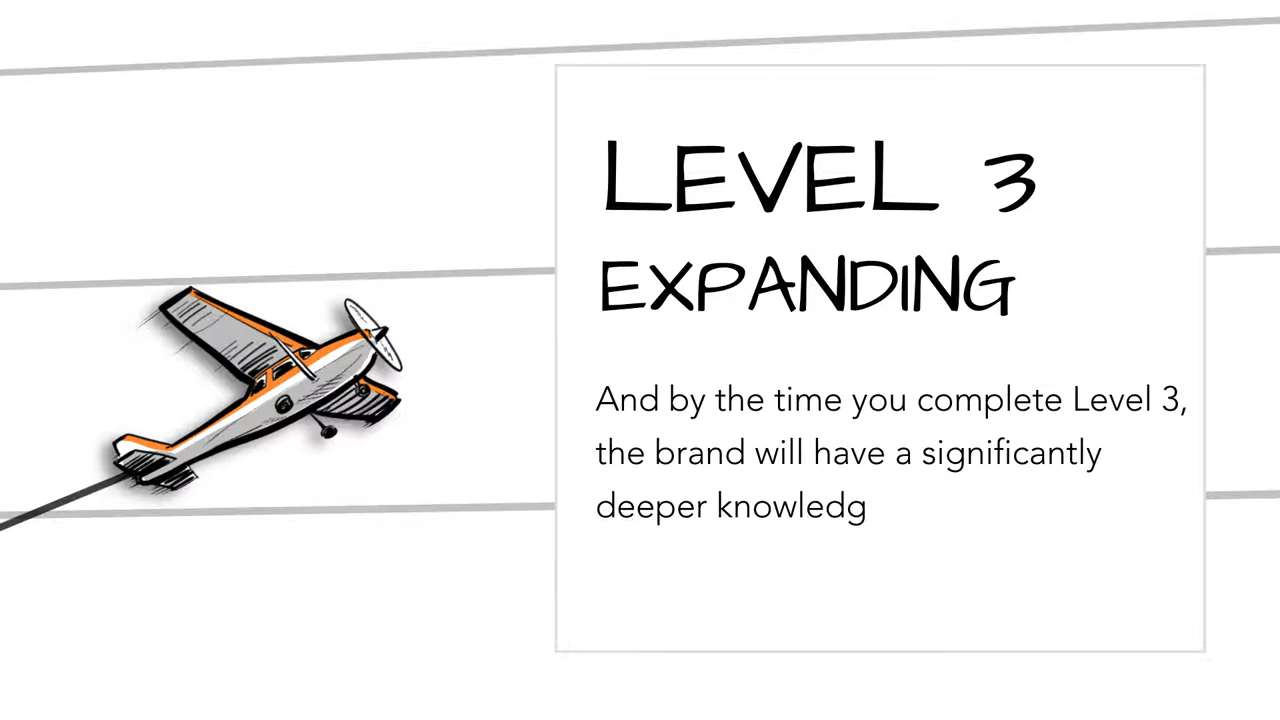 LEVEL 3
EXPANDING
And by the time you complete Level 3,
the brand will have a significantly
deeper knowledg